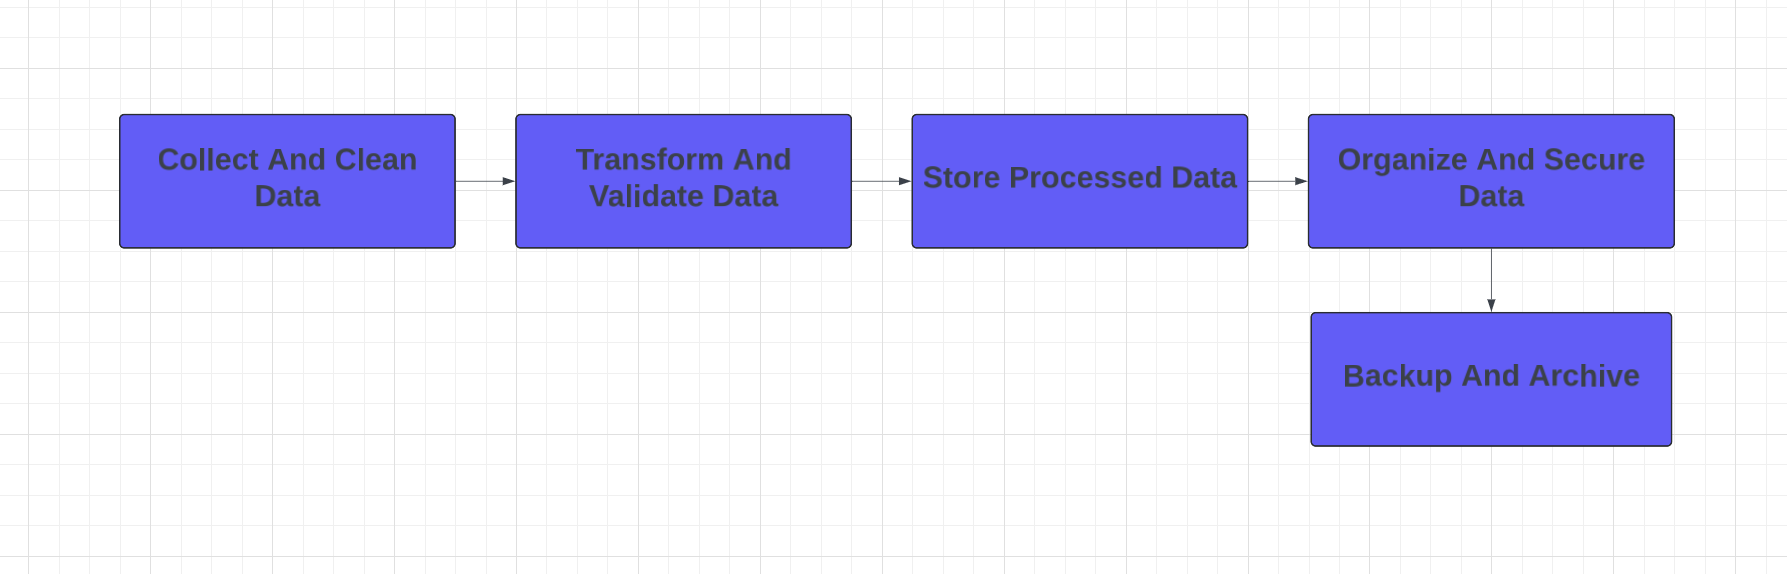 Collect And Clean
Data
Transform And
Validate Data
Store Processed Data
Organize And Secure
Data
Backup And Archive